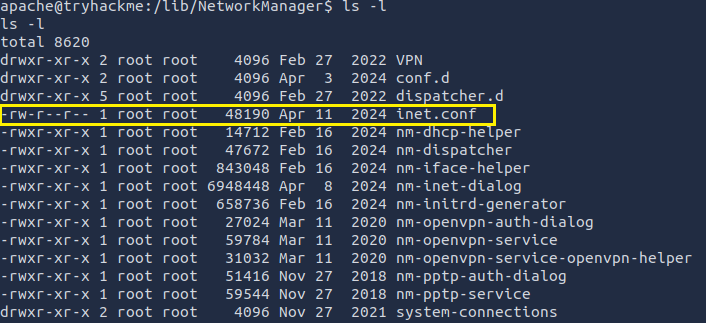 apache@tryhackme:/lib/NetworkManager$ ls -l
ls -l
total 8620
drwxr-xr-x 2 root root    4096 Feb 27  2022 VPN
drwxr-xr-x 2 root root    4096 Apr  3  2024 conf.d
drwxr-xr-x 5 root root    4096 Feb 27  2022 dispatcher.d
-rw-r--r-- 1 root root   48190 Apr 11  2024 inet.conf
-rwxr-xr-x 1 root root   14712 Feb 16  2024 nm-dhcp-helper
-rwxr-xr-x 1 root root   47672 Feb 16  2024 nm-dispatcher
-rwxr-xr-x 1 root root  843048 Feb 16  2024 nm-iface-helper
-rwxr-xr-x 1 root root 6948448 Apr  8  2024 nm-inet-dialog
-rwxr-xr-x 1 root root  658736 Feb 16  2024 nm-initrd-generator
-rwxr-xr-x 1 root root   27024 Mar 11  2020 nm-openvpn-auth-dialog
-rwxr-xr-x 1 root root   59784 Mar 11  2020 nm-openvpn-service
-rwxr-xr-x 1 root root   31032 Mar 11  2020 nm-openvpn-service-openvpn-helper
-rwxr-xr-x 1 root root   51416 Nov 27  2018 nm-pptp-auth-dialog
-rwxr-xr-x 1 root root   59544 Nov 27  2018 nm-pptp-service
drwxr-xr-x 2 root root    4096 Nov 27  2021 system-connections